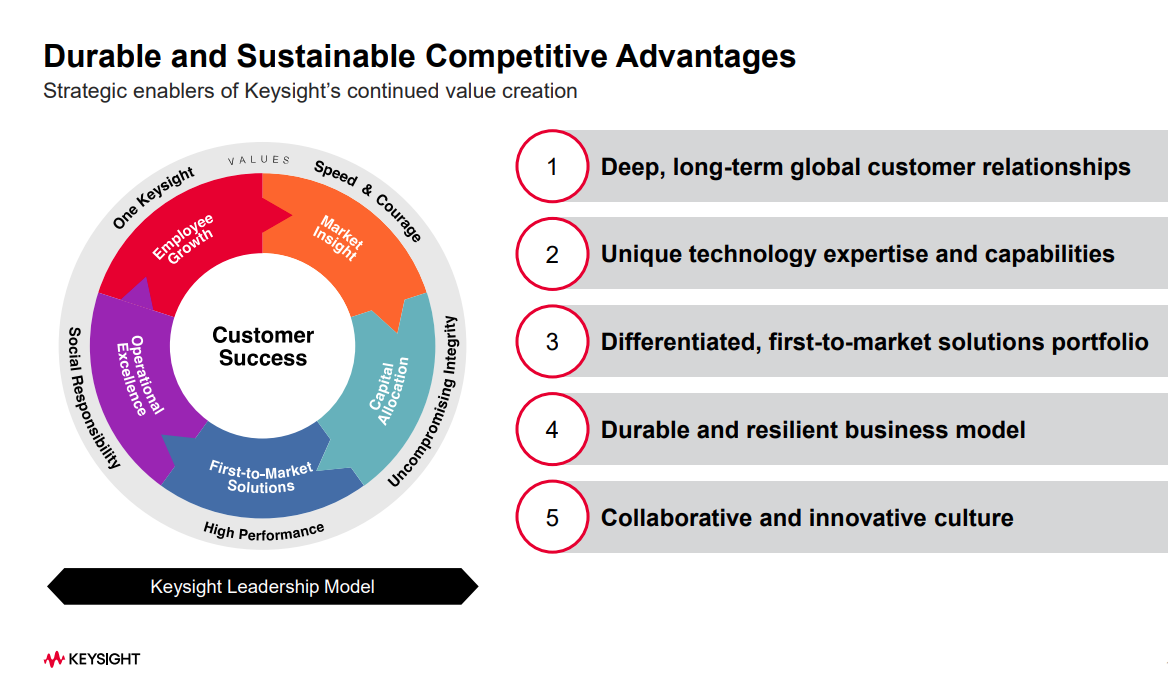 Durable and Sustainable Competitive Advantages
Strategic enablers of Keysight’s continued value creation
VALUES
One Keysight
Speed & Courage
Uncompromising Integrity
High Performance
Social Responsibility
Employee
Growth
Market
Insight
Capital
Allocation
First-to-Market
Solutions
Operational
Excellence
Customer
Success
Keysight Leadership Model
1 Deep, long-term global customer relationships
2 Unique technology expertise and capabilities
3 Differentiated, first-to-market solutions portfolio
4 Durable and resilient business model
5 Collaborative and innovative culture
KEYSIGHT